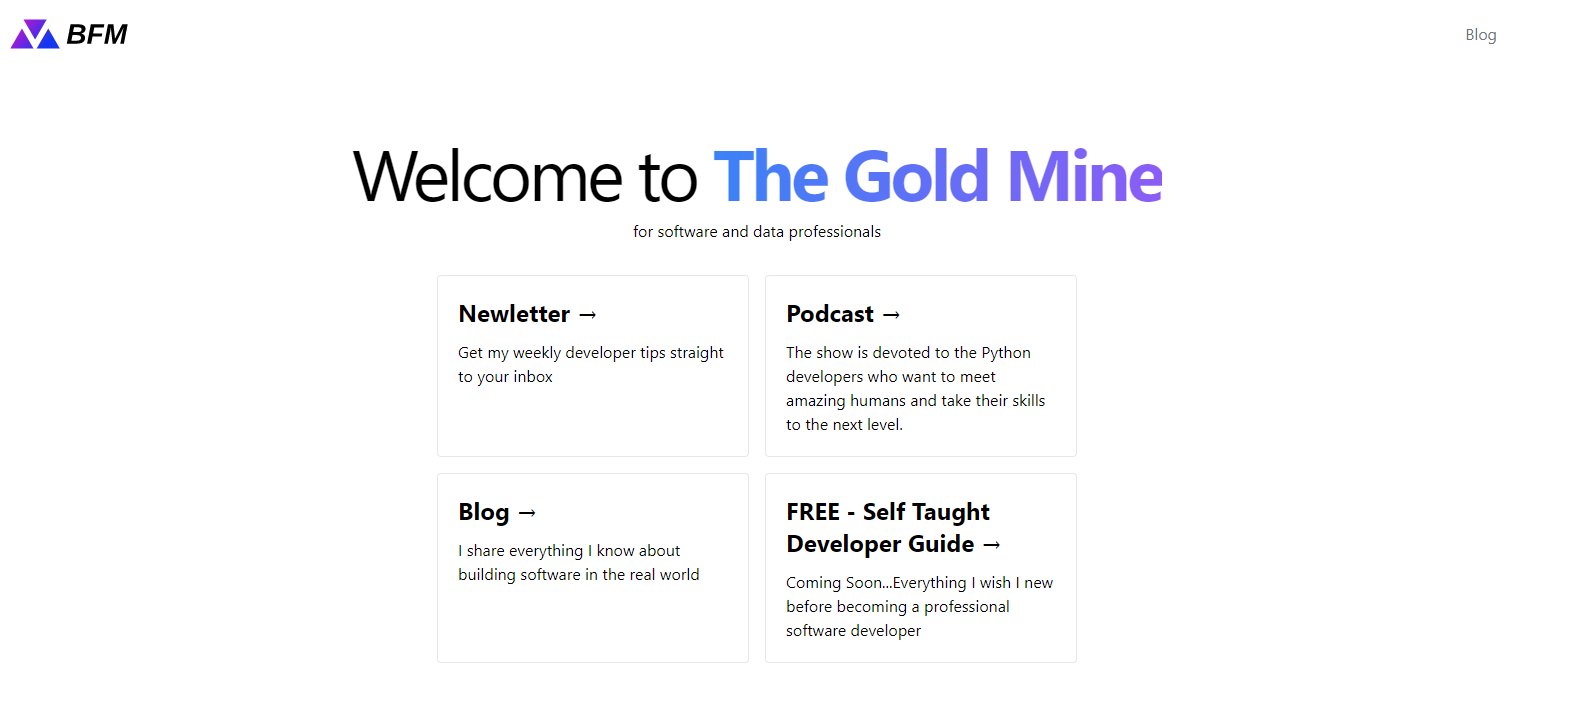 BFM
Blog
Welcome to The Gold Mine
for software and data professionals
Newletter →
Get my weekly developer tips straight
to your inbox
Podcast →
The show is devoted to the Python
developers who want to meet
amazing humans and take their skills
to the next level.
Blog →
I share everything I know about
building software in the real world
FREE - Self Taught
Developer Guide →
Coming Soon...Everything I wish I new
before becoming a professional
software developer